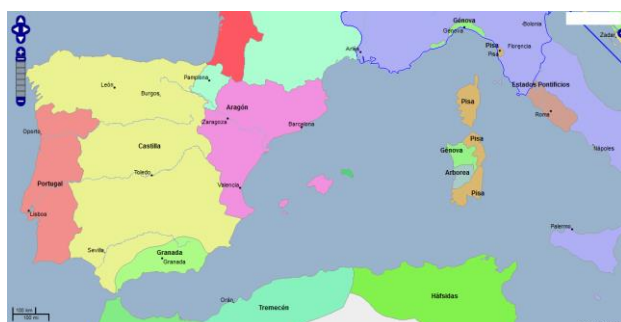 Génova
Génova
Bolonia
Zadar
Arles
Pisa
Pisa
Florencia
Pamplona
León
Burgos
Aragón
Zaragoza
Barcelona
Pisa
Estados Pontificios
Roma
Oporto
Castilla
Pisa
Génova
Nápoles
Toledo
Arborea
Portugal
Valencia
Pisa
Lisboa
Palermo
Sevilla
Granada
Granada
Orán
Tremecén
Háfsidas
100 km
100 mi